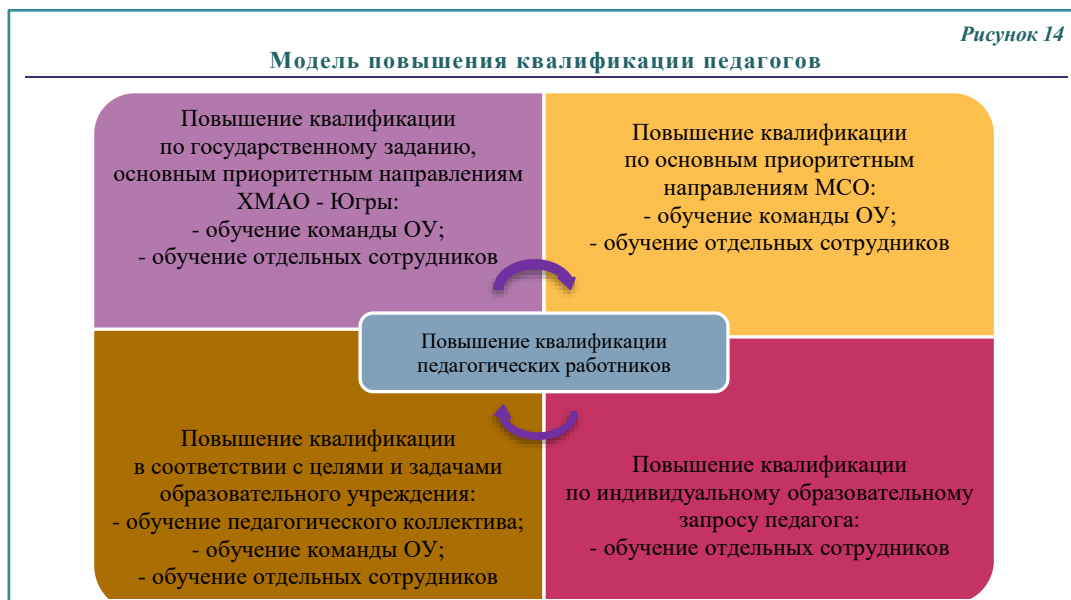 Рисунок 14
Модель повышения квалификации педагогов
Повышение квалификации
по государственному заданию,
основным приоритетным направлениям
ХМАО - Югры:
- обучение команды ОУ;
- обучение отдельных сотрудников
Повышение квалификации
по основным приоритетным
направлениям МСО:
- обучение команды ОУ;
- обучение отдельных сотрудников
Повышение квалификации
педагогических работников
Повышение квалификации
в соответствии с целями и задачами
образовательного учреждения:
- обучение педагогического коллектива;
- обучение команды ОУ;
- обучение отдельных сотрудников
Повышение квалификации
по индивидуальному образовательному
запросу педагога:
- обучение отдельных сотрудников